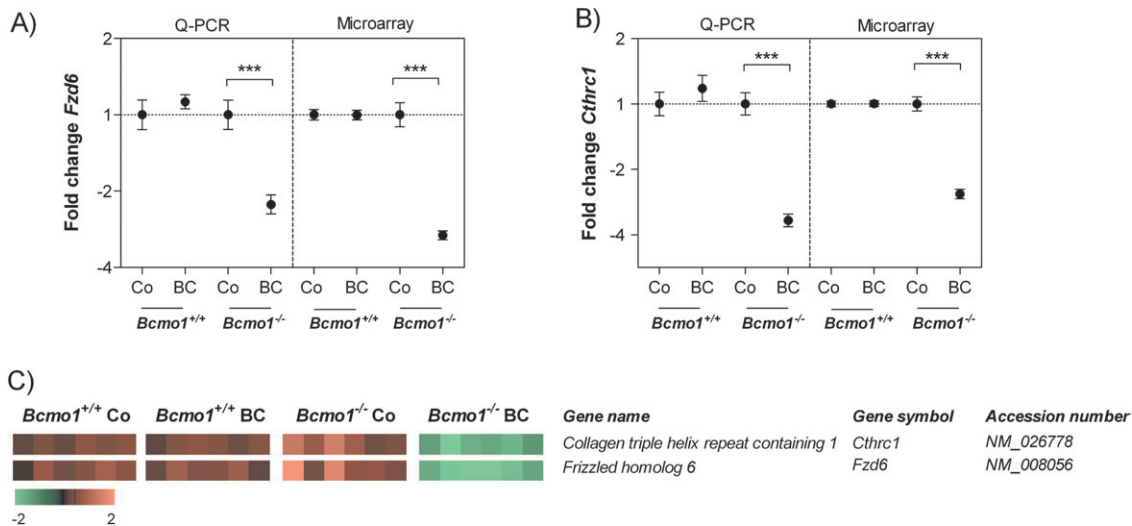 A)
Q-PCR Microarray
Fold change Fzd6
2
1
-2
-4
*** ***
Co BC Co BC Co BC Co BC
Bcmo1+/+ Bcmo1-/- Bcmo1+/+ Bcmo1-/-
B)
Q-PCR Microarray
Fold change Cthrc1
2
1
-2
-4
*** ***
Co BC Co BC Co BC Co BC
Bcmo1+/+ Bcmo1-/- Bcmo1+/+ Bcmo1-/-
C)
Bcmo1+/+ Co Bcmo1+/+ BC Bcmo1-/- Co Bcmo1-/- BC Gene name Gene symbol Accession number
Collagen triple helix repeat containing 1 Cthrc1 NM_026778
Frizzled homolog 6 Fzd6 NM_008056
-2 2